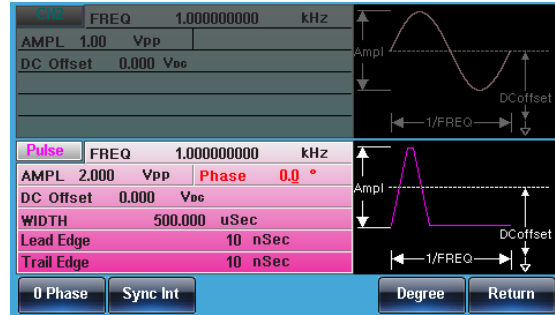 CH2 FREQ 1.000000000 kHz
AMPL 1.00 Vpp
DC Offset 0.000 VDC
Ampl
DCoffset
1/FREQ
Pulse FREQ 1.000000000 kHz
AMPL 2.000 Vpp Phase 0.0 °
DC Offset 0.000 VDC
WIDTH 500.000 uSec
Lead Edge 10 nSec
Trail Edge 10 nSec
Ampl
DCoffset
1/FREQ
0 Phase Sync Int Degree Return